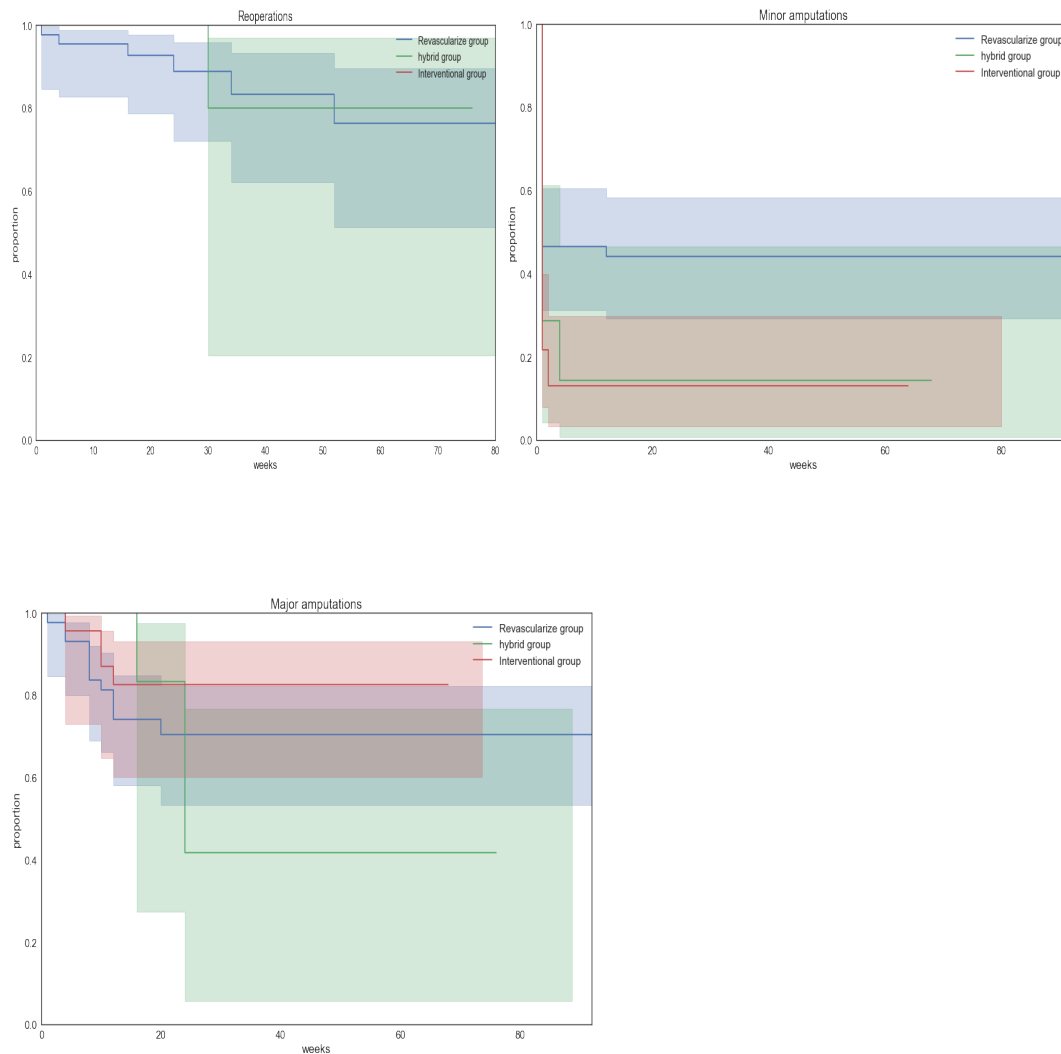 Reoperations
1.0
0.8
0.6
0.4
0.2
0.0
proportion
Revascularize group
hybrid group
Interventional group
0 10 20 30 40 50 60 70 80
weeks
Minor amputations
1.0
0.8
0.6
0.4
0.2
0.0
proportion
Revascularize group
hybrid group
Interventional group
0 20 40 60 80
weeks
Major amputations
1.0
0.8
0.6
0.4
0.2
0.0
proportion
Revascularize group
hybrid group
Interventional group
0 20 40 60 80
weeks